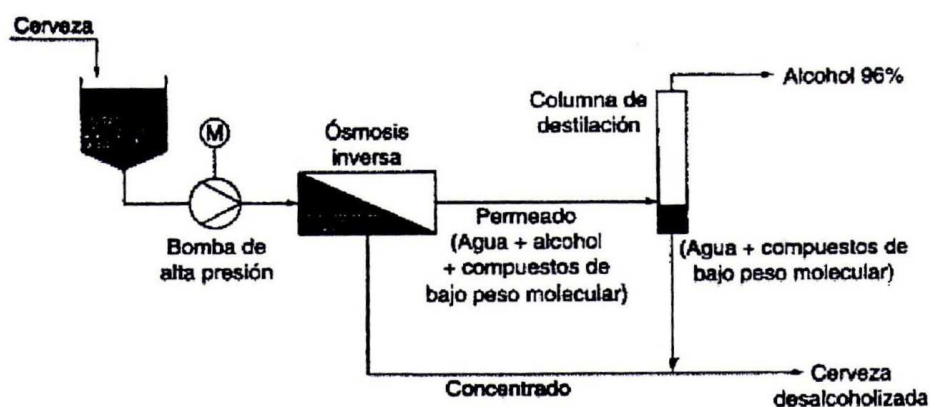 Cerveza
M
Ósmosis
inversa
Bomba de
alta presión
Permeado
(Agua + alcohol
+ compuestos de
bajo peso molecular)
Columna de
destilación
Alcohol 96%
(Agua + compuestos de
bajo peso molecular)
Concentrado
Cerveza
desalcoholizada